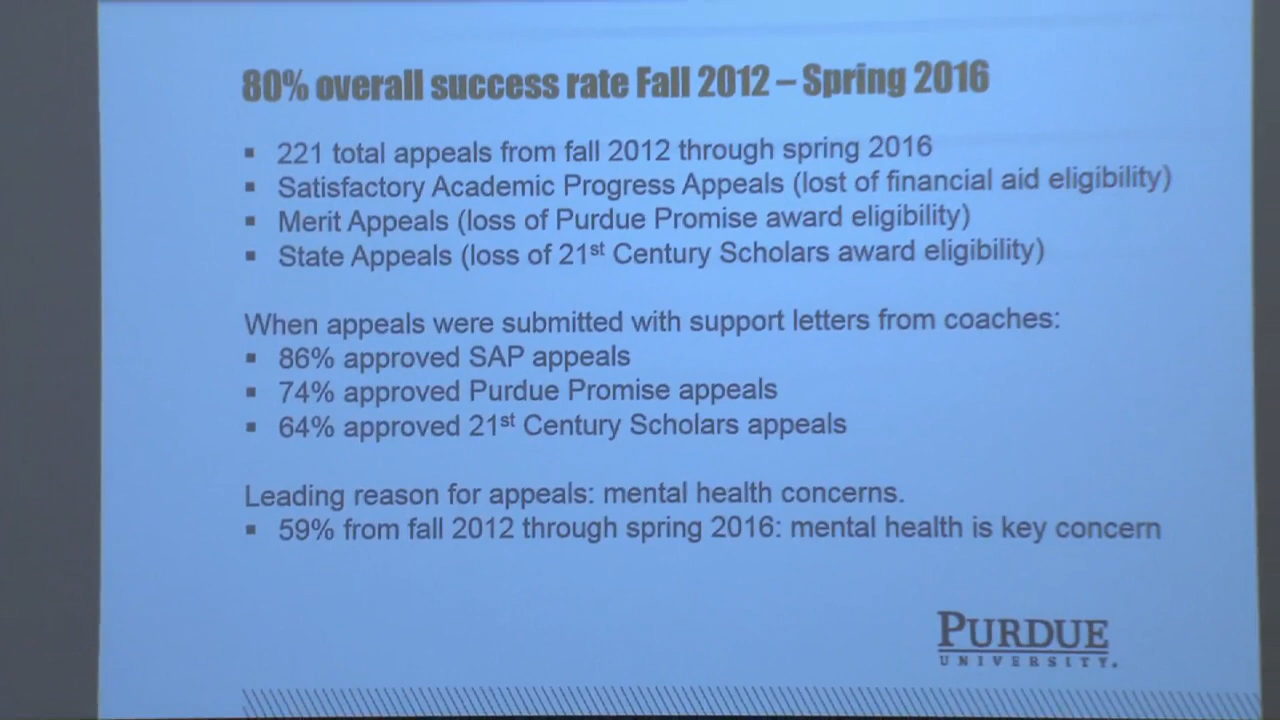 80% overall success rate Fall 2012 – Spring 2016
▪ 221 total appeals from fall 2012 through spring 2016
▪ Satisfactory Academic Progress Appeals (lost of financial aid eligibility)
▪ Merit Appeals (loss of Purdue Promise award eligibility)
▪ State Appeals (loss of 21st Century Scholars award eligibility)
When appeals were submitted with support letters from coaches:
▪ 86% approved SAP appeals
▪ 74% approved Purdue Promise appeals
▪ 64% approved 21st Century Scholars appeals
Leading reason for appeals: mental health concerns.
▪ 59% from fall 2012 through spring 2016: mental health is key concern
PURDUE
UNIVERSITY.